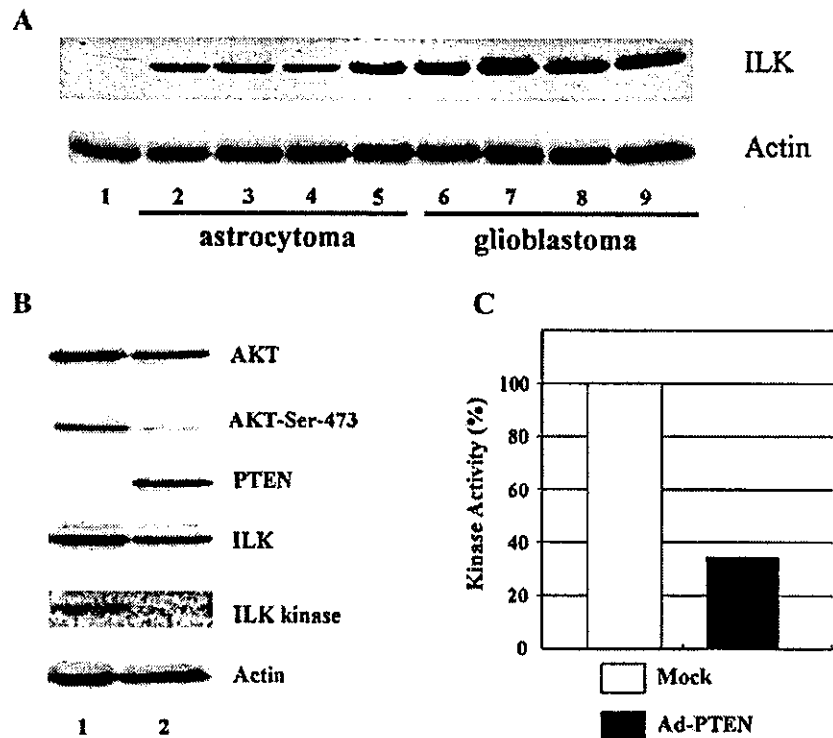 A
ILK
Actin
1 2 3 4 5 6 7 8 9
astrocytoma glioblastoma
B
AKT
AKT-Ser-473
PTEN
ILK
ILK kinase
Actin
1 2
C
Kinase Activity (%)
100
80
60
40
20
0
Mock
Ad-PTEN